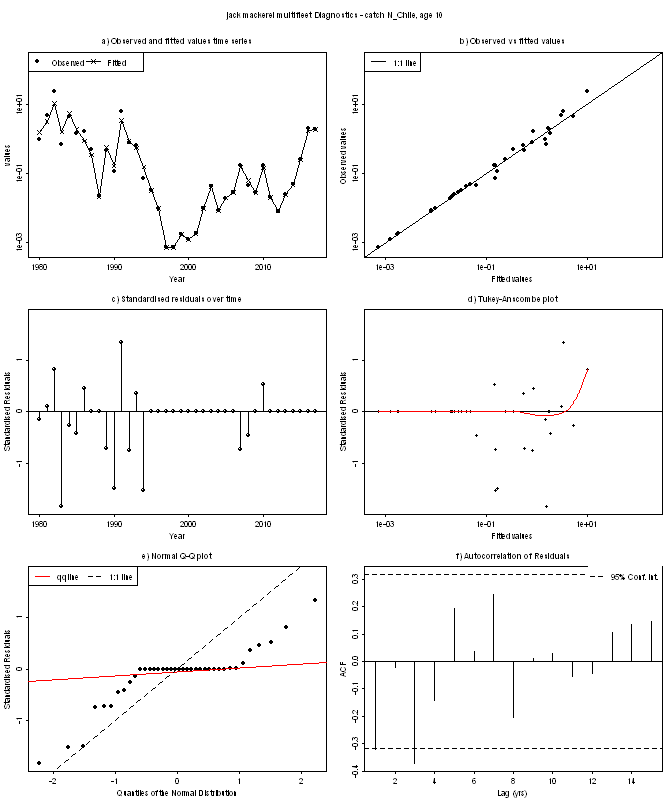 jack mackerel multifleet Diagnostics - catch N_Chile, age 10
a) Observed and fitted values time series
Observed
Fitted
values
1e+01
1e-01
1e-03
1980
1990
2000
2010
Year
b) Observed vs fitted values
1:1 line
Observed values
1e+01
1e-01
1e-03
1e-03
1e-01
1e+01
Fitted values
c) Standardised residuals over time
Standardised Residuals
1
0
-1
1980
1990
2000
2010
Year
d) Tukey-Anscombe plot
Standardised Residuals
1
0
-1
1e-03
1e-01
1e+01
Fitted values
e) Normal Q-Q plot
qq line
1:1 line
Standardised Residuals
1
0
-1
-2
-1
0
1
2
Quantiles of the Normal Distribution
f) Autocorrelation of Residuals
95% Conf. Int.
ACF
0.3
0.2
0.1
0.0
-0.1
-0.2
-0.3
-0.4
2
4
6
8
10
12
14
Lag (yrs)